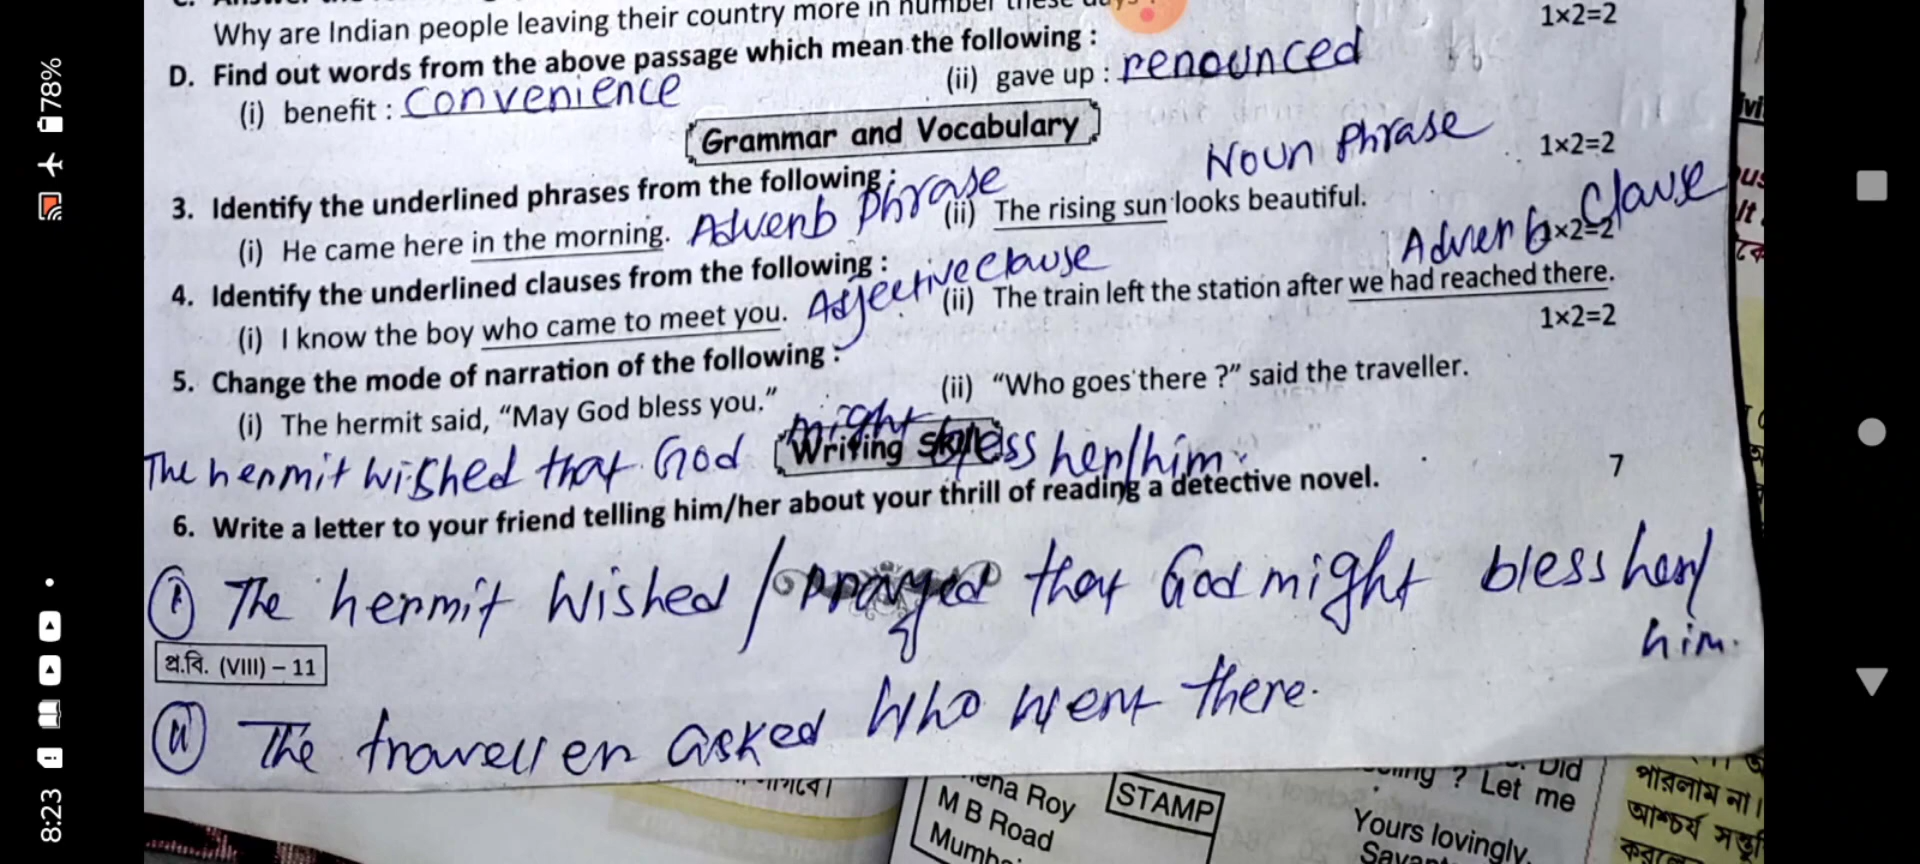 Why are Indian people leaving their country more in number these days?
1×2=2
D. Find out words from the above passage which mean the following :
(i) benefit : convenience (ii) gave up : renounced
Grammar and Vocabulary
Noun Phrase
1×2=2
3. Identify the underlined phrases from the following :
(i) He came here in the morning. Adverb Phrase (ii) The rising sun looks beautiful.
Adverb Clause
×2=2
4. Identify the underlined clauses from the following :
(i) I know the boy who came to meet you. Adjective Clause (ii) The train left the station after we had reached there.
1×2=2
5. Change the mode of narration of the following :
(i) The hermit said, “May God bless you.” (ii) “Who goes there ?” said the traveller.
The hermit wished that God might bless her/him.
Writing Skills
6. Write a letter to your friend telling him/her about your thrill of reading a detective novel. 7
The hermit wished / prayed that God might bless her/
him.
প্র.বি. (VIII) – 11
The traveller asked who went there.
Roy
M B Road
STAMP
Did
? Let me
Yours lovingly,
পারলাম না।
আশ্চর্য
78%
8:23